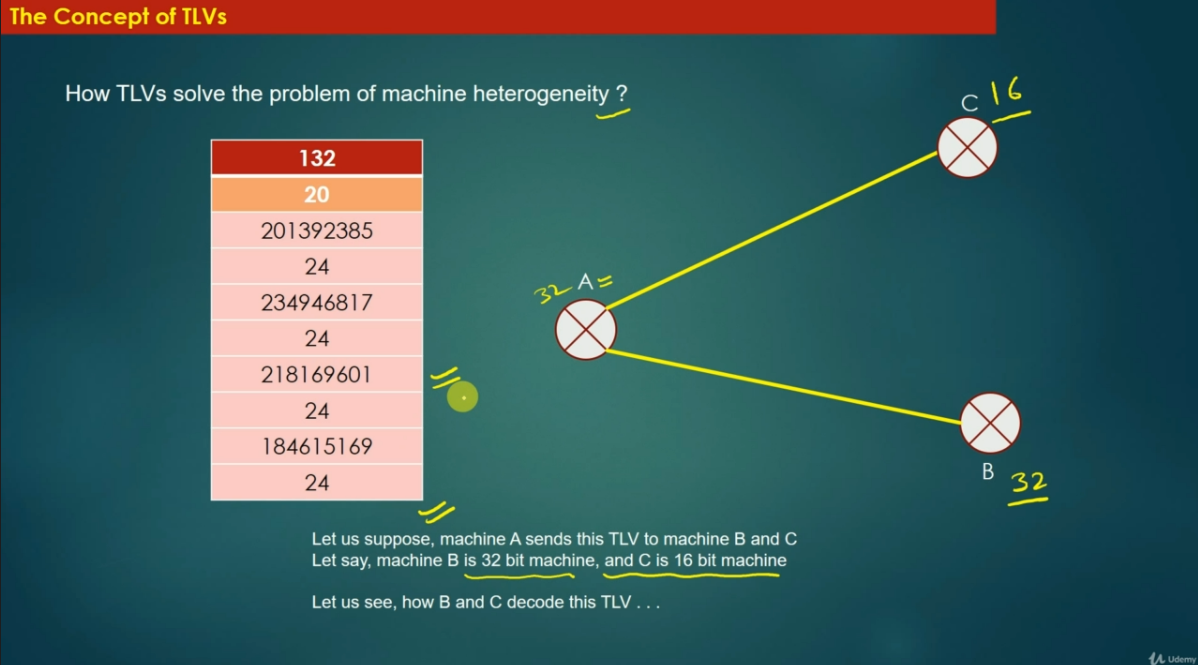 The Concept of TLVs
How TLVs solve the problem of machine heterogeneity ?
132
20
201392385
24
234946817
24
218169601
24
184615169
24
C 16
32 A =
B 32
Let us suppose, machine A sends this TLV to machine B and C
Let say, machine B is 32 bit machine, and C is 16 bit machine
Let us see, how B and C decode this TLV . . .
Udemy